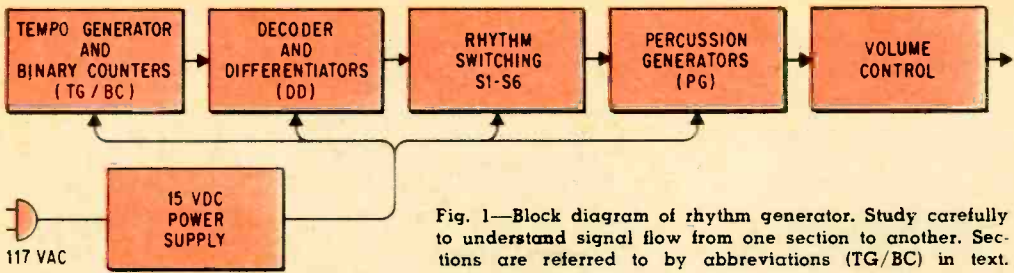 TEMPO GENERATOR
AND
BINARY COUNTERS
(TG/BC)
DECODER
AND
DIFFERENTIATORS
(DD)
RHYTHM
SWITCHING
S1-S6
PERCUSSION
GENERATORS
(PG)
VOLUME
CONTROL
15 VDC
POWER
SUPPLY
117 VAC
Fig. 1—Block diagram of rhythm generator. Study carefully
to understand signal flow from one section to another. Sec-
tions are referred to by abbreviations (TG/BC) in text.